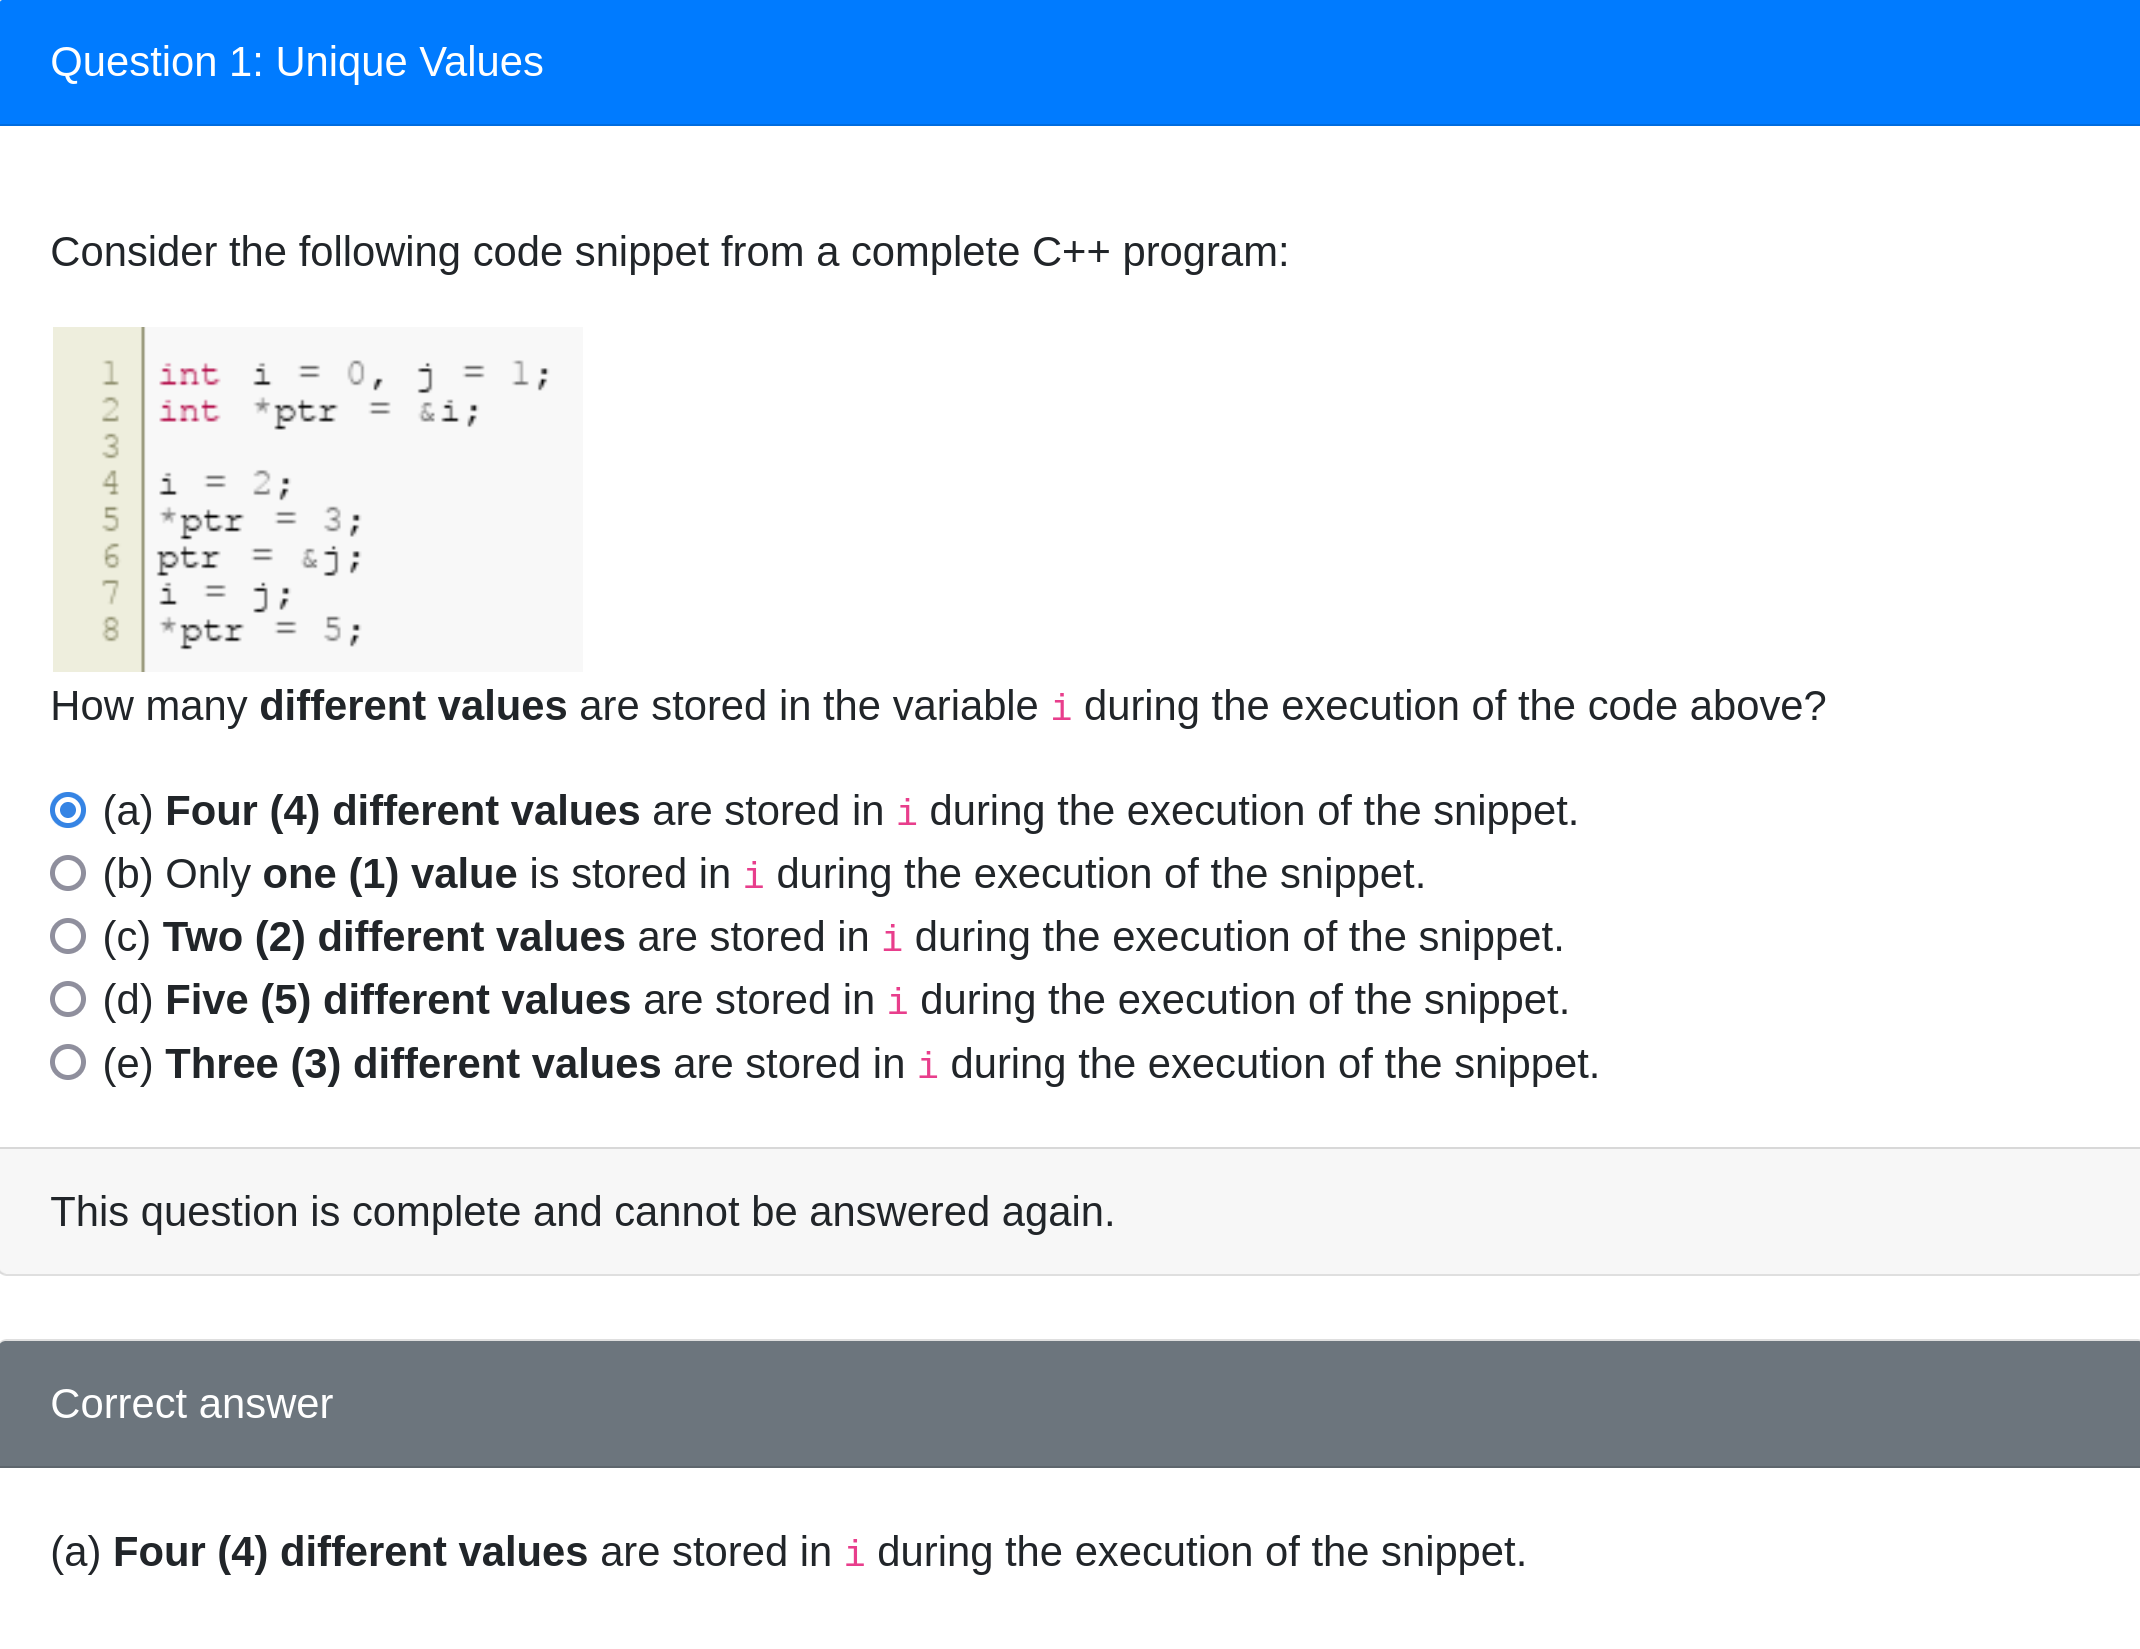 Question 1: Unique Values
Consider the following code snippet from a complete C++ program:
1 int i = 0, j = 1;
2 int *ptr = &i;
3
4 i = 2;
5 *ptr = 3;
6 ptr = &j;
7 i = j;
8 *ptr = 5;
How many different values are stored in the variable i during the execution of the code above?
(a) Four (4) different values are stored in i during the execution of the snippet.
(b) Only one (1) value is stored in i during the execution of the snippet.
(c) Two (2) different values are stored in i during the execution of the snippet.
(d) Five (5) different values are stored in i during the execution of the snippet.
(e) Three (3) different values are stored in i during the execution of the snippet.
This question is complete and cannot be answered again.
Correct answer
(a) Four (4) different values are stored in i during the execution of the snippet.